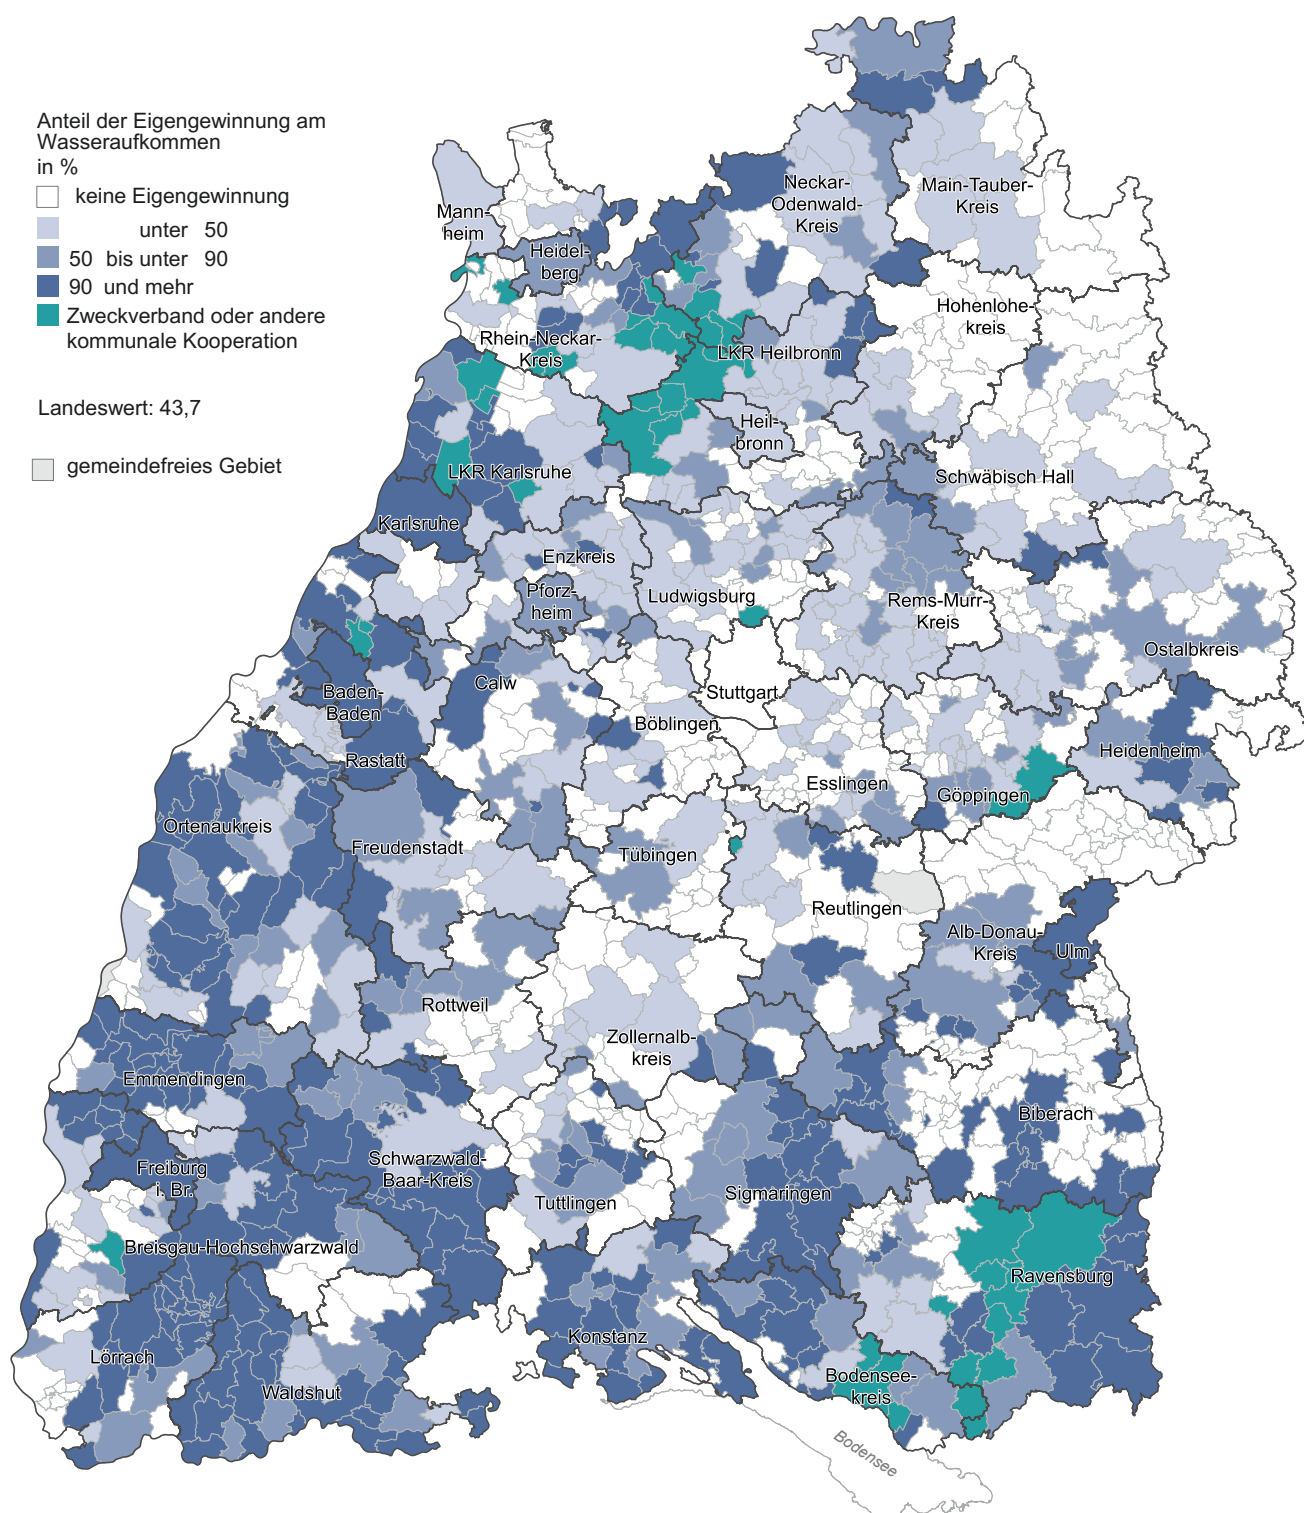 Anteil der Eigengewinnung am
Wasseraufkommen
in %
keine Eigengewinnung
unter 50
50 bis unter 90
90 und mehr
Zweckverband oder andere
kommunale Kooperation
Landeswert: 43,7
gemeindefreies Gebiet
Mann-
heim
Heidel-
berg
Neckar-
Odenwald-
Kreis
Main-Tauber-
Kreis
Rhein-Neckar-
Kreis
LKR Heilbronn
Hohenlohe-
kreis
Heil-
bronn
LKR Karlsruhe
Schwäbisch Hall
Karlsruhe
Enzkreis
Pforz-
heim
Ludwigsburg
Rems-Murr-
Kreis
Ostalbkreis
Calw
Baden-
Baden
Stuttgart
Böblingen
Rastatt
Esslingen
Göppingen
Heidenheim
Ortenaukreis
Freudenstadt
Tübingen
Reutlingen
Alb-Donau-
Kreis
Ulm
Rottweil
Zollernalb-
kreis
Emmendingen
Biberach
Freiburg
i. Br.
Schwarzwald-
Baar-Kreis
Tuttlingen
Sigmaringen
Breisgau-Hochschwarzwald
Ravensburg
Konstanz
Lörrach
Waldshut
Bodensee-
kreis
Bodensee